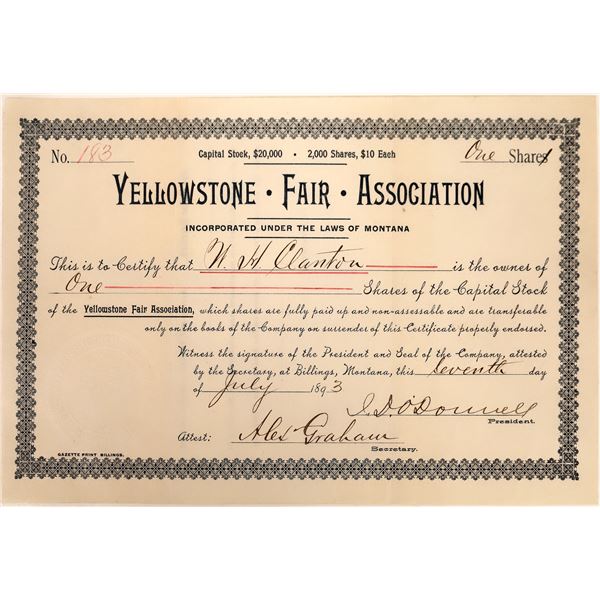 No. 183 Capital Stock, $20,000 • 2,000 Shares, $10 Each One Shares
YELLOWSTONE • FAIR • ASSOCIATION
INCORPORATED UNDER THE LAWS OF MONTANA
This is to Certify that W. H. Clanton is the owner of
One Shares of the Capital Stock
of the Yellowstone Fair Association, which shares are fully paid up and non-assessable and are transferable
only on the books of the Company on surrender of this Certificate properly endorsed.
Witness the signature of the President and Seal of the Company, attested
by the Secretary, at Billings, Montana, this seventh day
of July 1893
I. D. O'Donnell
President.
Attest: Alex Graham
Secretary.
GAZETTE PRINT BILLINGS.